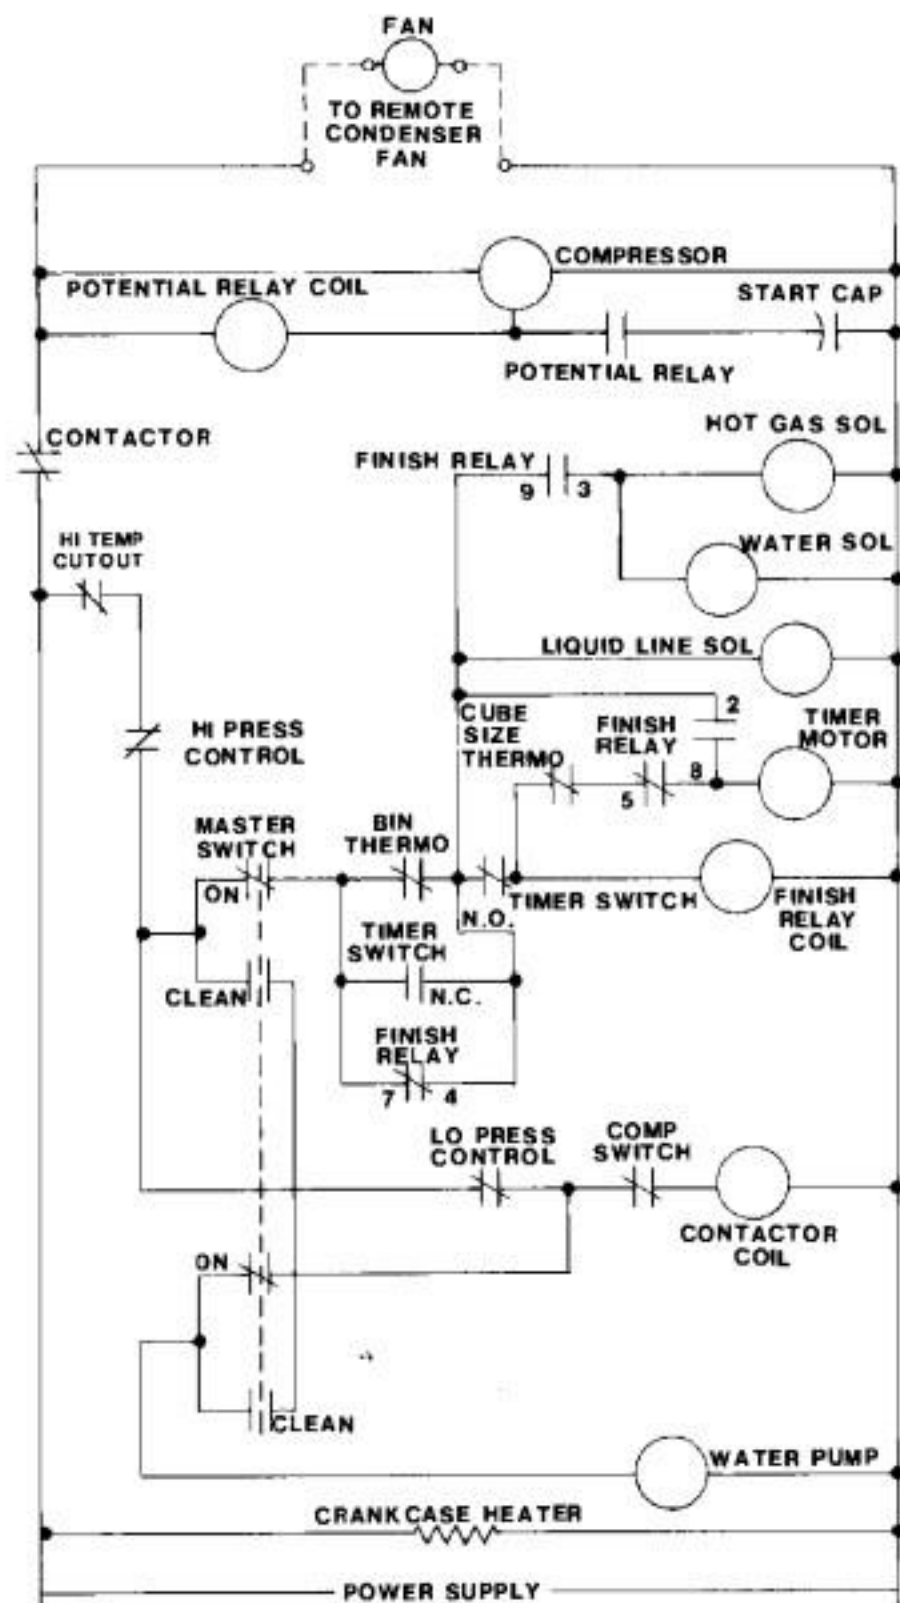 FAN
TO REMOTE
CONDENSER
FAN
COMPRESSOR
POTENTIAL RELAY COIL
START CAP
POTENTIAL RELAY
CONTACTOR
HOT GAS SOL
FINISH RELAY
9 3
HI TEMP
CUTOUT
WATER SOL
LIQUID LINE SOL
2
CUBE
SIZE
THERMO
FINISH
RELAY
TIMER
MOTOR
HI PRESS
CONTROL
8
5
MASTER
SWITCH
BIN
THERMO
ON
TIMER SWITCH
FINISH
RELAY
COIL
N.O.
TIMER
SWITCH
CLEAN
N.C.
FINISH
RELAY
7 4
LO PRESS
CONTROL
COMP
SWITCH
CONTACTOR
COIL
ON
CLEAN
WATER PUMP
CRANKCASE HEATER
POWER SUPPLY